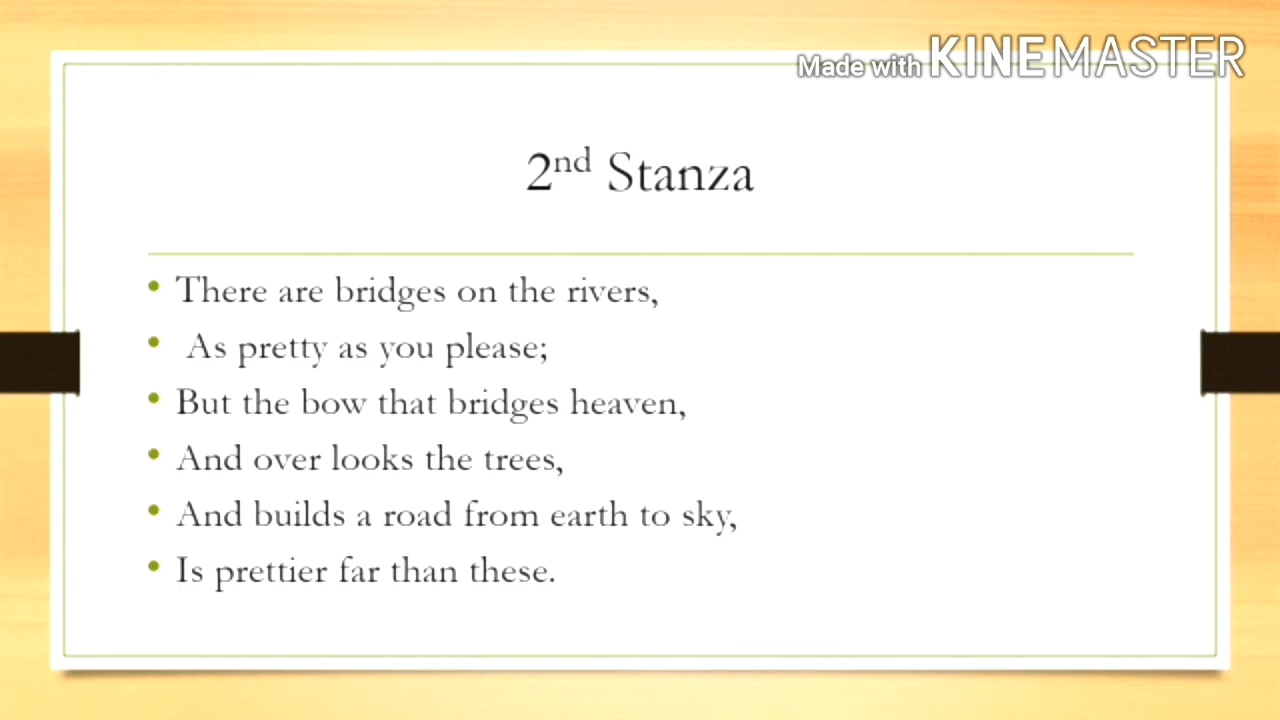 Made with KINEMASTER
2nd Stanza
• There are bridges on the rivers,
• As pretty as you please;
• But the bow that bridges heaven,
• And over looks the trees,
• And builds a road from earth to sky,
• Is prettier far than these.